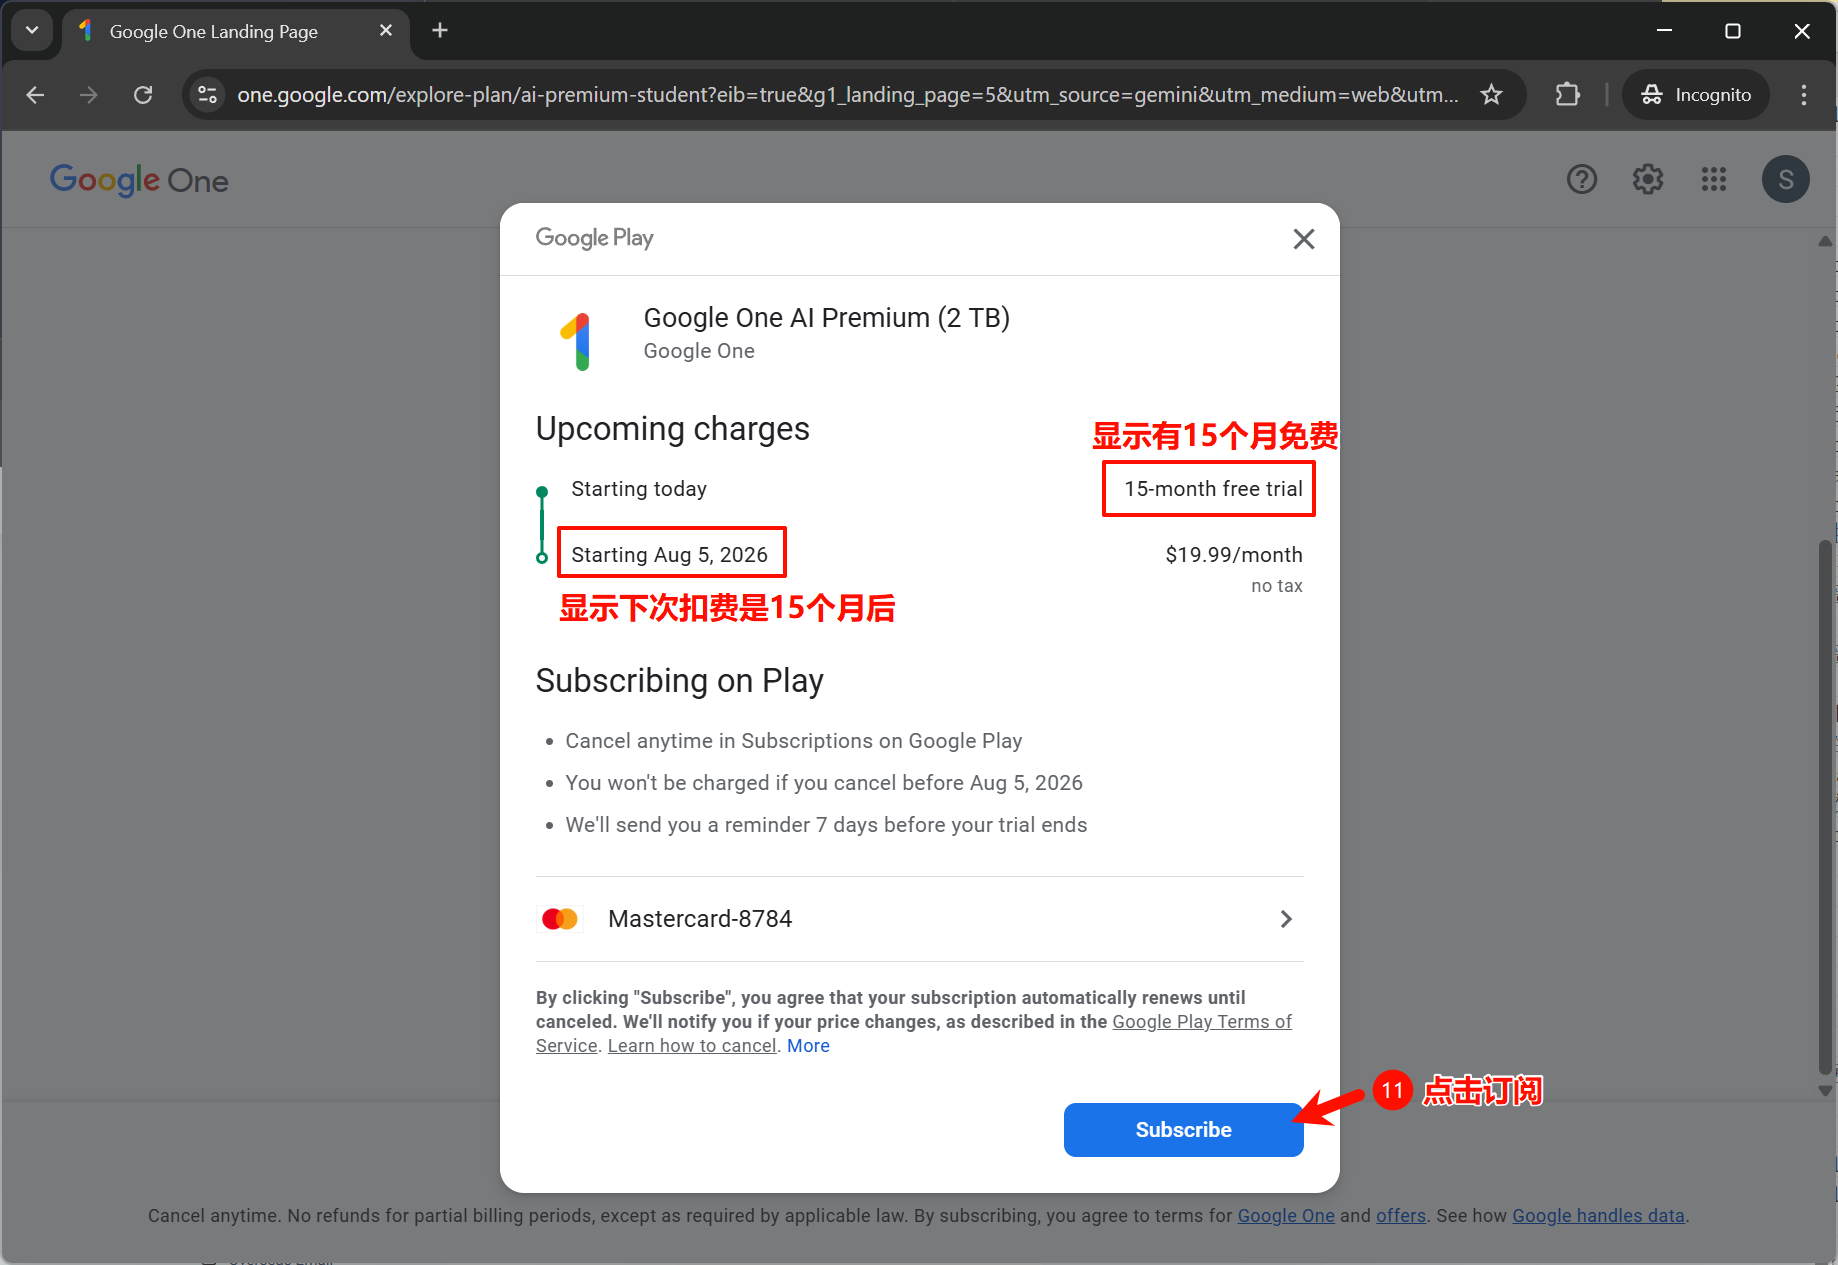 Google One Landing Page
one.google.com/explore-plan/ai-premium-student?eib=true&g1_landing_page=5&utm_source=gemini&utm_medium=web&utm...
Incognito
Google One
S
Google Play
Google One AI Premium (2 TB)
Google One
Upcoming charges
显示有15个月免费
Starting today
15-month free trial
Starting Aug 5, 2026
$19.99/month
no tax
显示下次扣费是15个月后
Subscribing on Play
• Cancel anytime in Subscriptions on Google Play
• You won't be charged if you cancel before Aug 5, 2026
• We'll send you a reminder 7 days before your trial ends
Mastercard-8784
By clicking "Subscribe", you agree that your subscription automatically renews until
canceled. We'll notify you if your price changes, as described in the Google Play Terms of
Service. Learn how to cancel. More
11 点击订阅
Subscribe
Cancel anytime. No refunds for partial billing periods, except as required by applicable law. By subscribing, you agree to terms for Google One and offers. See how Google handles data.